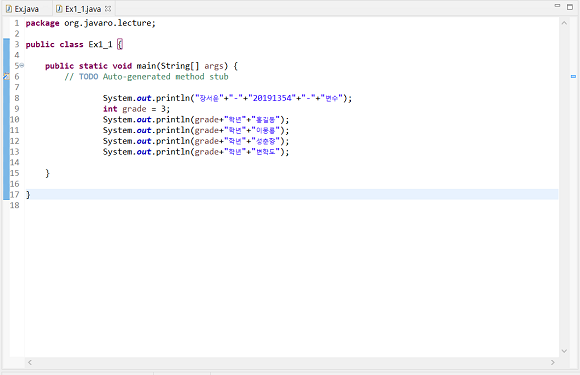 Ex.java Ex1_1.java
1 package org.javaro.lecture;
2
3 public class Ex1_1 {
4
5 public static void main(String[] args) {
6 // TODO Auto-generated method stub
7
8 System.out.println("장서윤"+"-"+"20191354"+"-"+"변수");
9 int grade = 3;
10 System.out.println(grade+"학년"+"홍길동");
11 System.out.println(grade+"학년"+"이몽룡");
12 System.out.println(grade+"학년"+"성춘향");
13 System.out.println(grade+"학년"+"변학도");
14
15 }
16
17 }
18